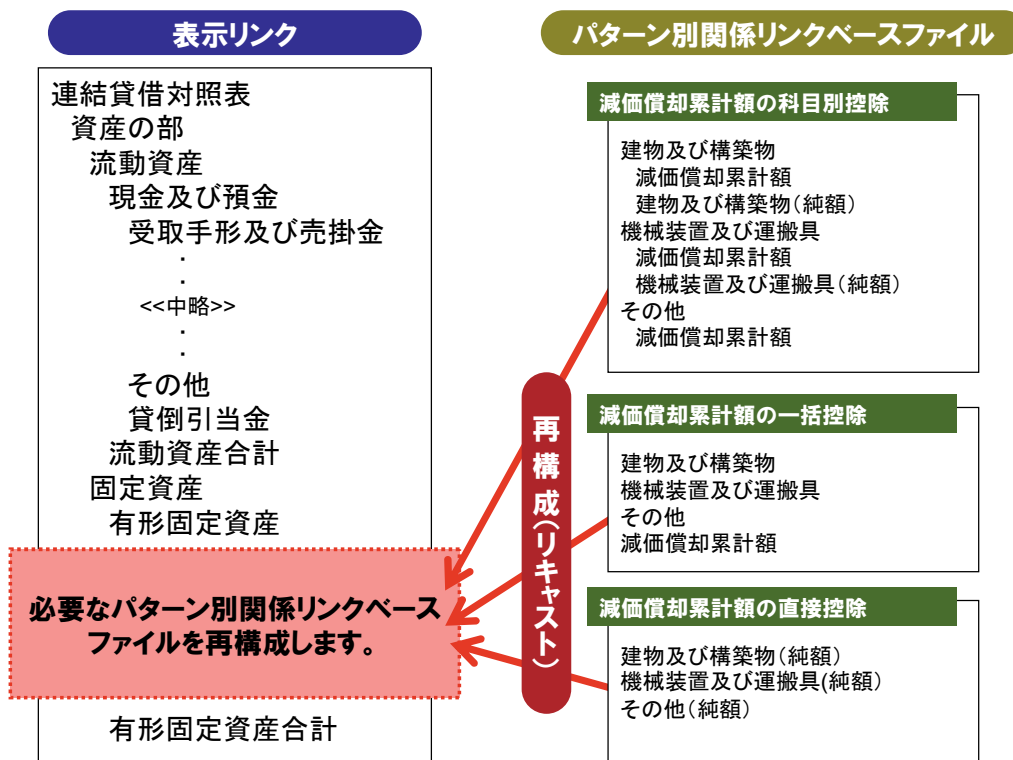 表示リンク
連結貸借対照表
資産の部
流動資産
現金及び預金
受取手形及び売掛金
・
・
<<中略>>
・
・
その他
貸倒引当金
流動資産合計
固定資産
有形固定資産
必要なパターン別関係リンクベース
ファイルを再構成します。
有形固定資産合計
再構成(リキャスト)
パターン別関係リンクベースファイル
減価償却累計額の科目別控除
建物及び構築物
減価償却累計額
建物及び構築物(純額)
機械装置及び運搬具
減価償却累計額
機械装置及び運搬具(純額)
その他
減価償却累計額
減価償却累計額の一括控除
建物及び構築物
機械装置及び運搬具
その他
減価償却累計額
減価償却累計額の直接控除
建物及び構築物(純額)
機械装置及び運搬具(純額)
その他(純額)